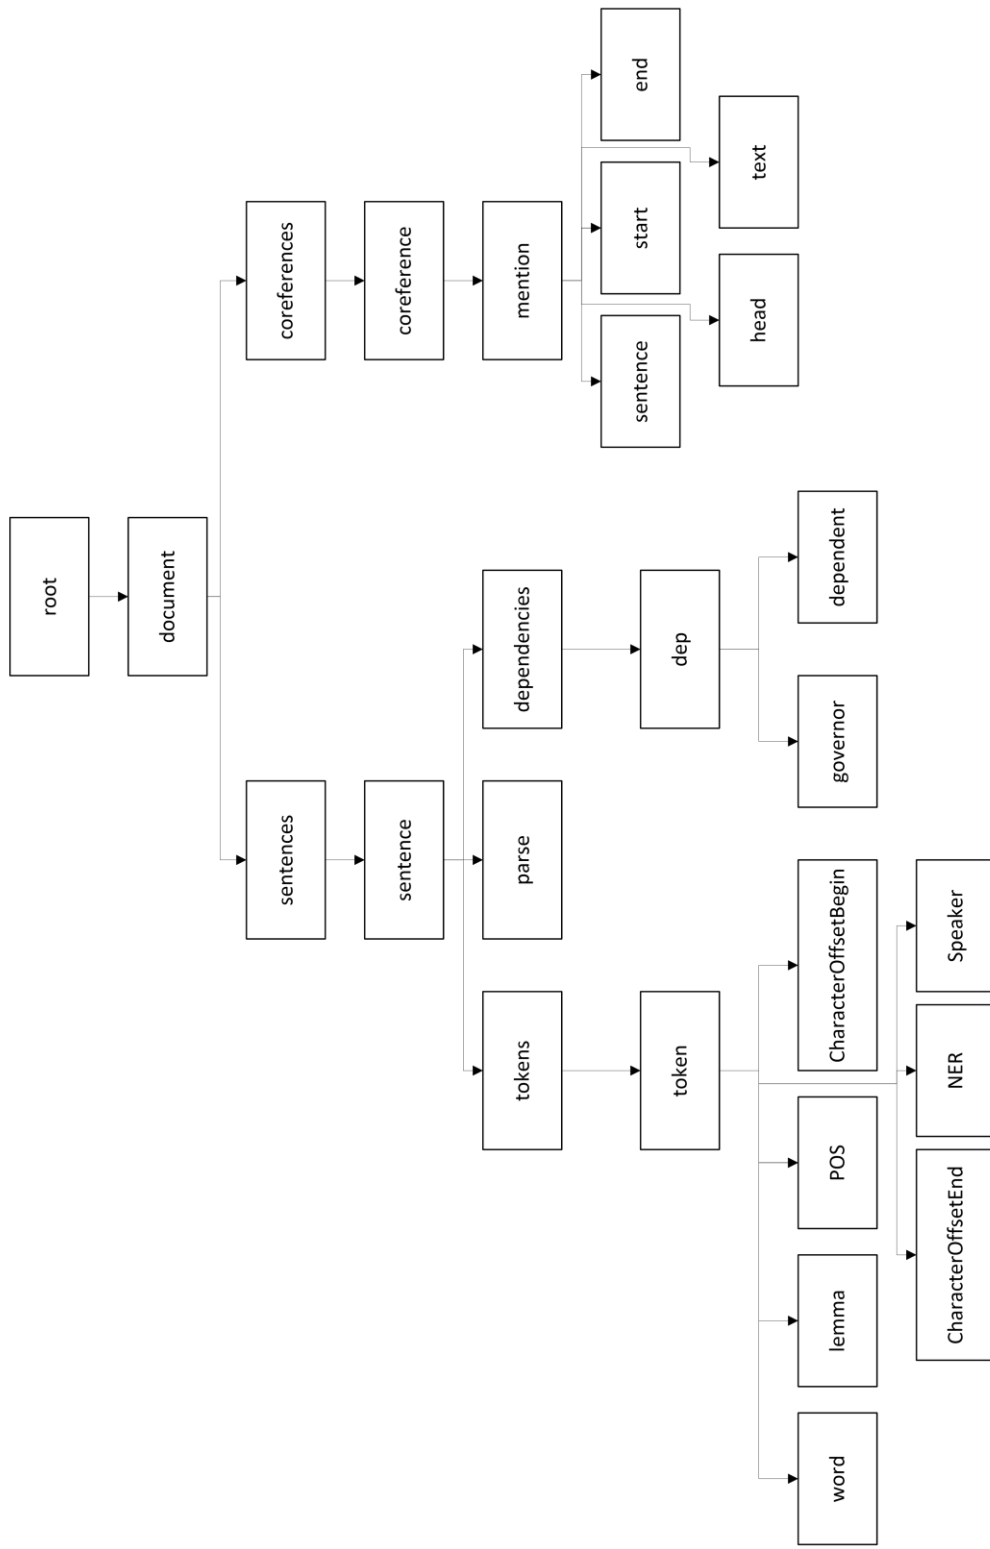 root
document
sentences
coreferences
sentence
coreference
tokens
parse
dependencies
mention
token
dep
sentence
start
end
head
text
word
lemma
POS
CharacterOffsetBegin
governor
dependent
CharacterOffsetEnd
NER
Speaker